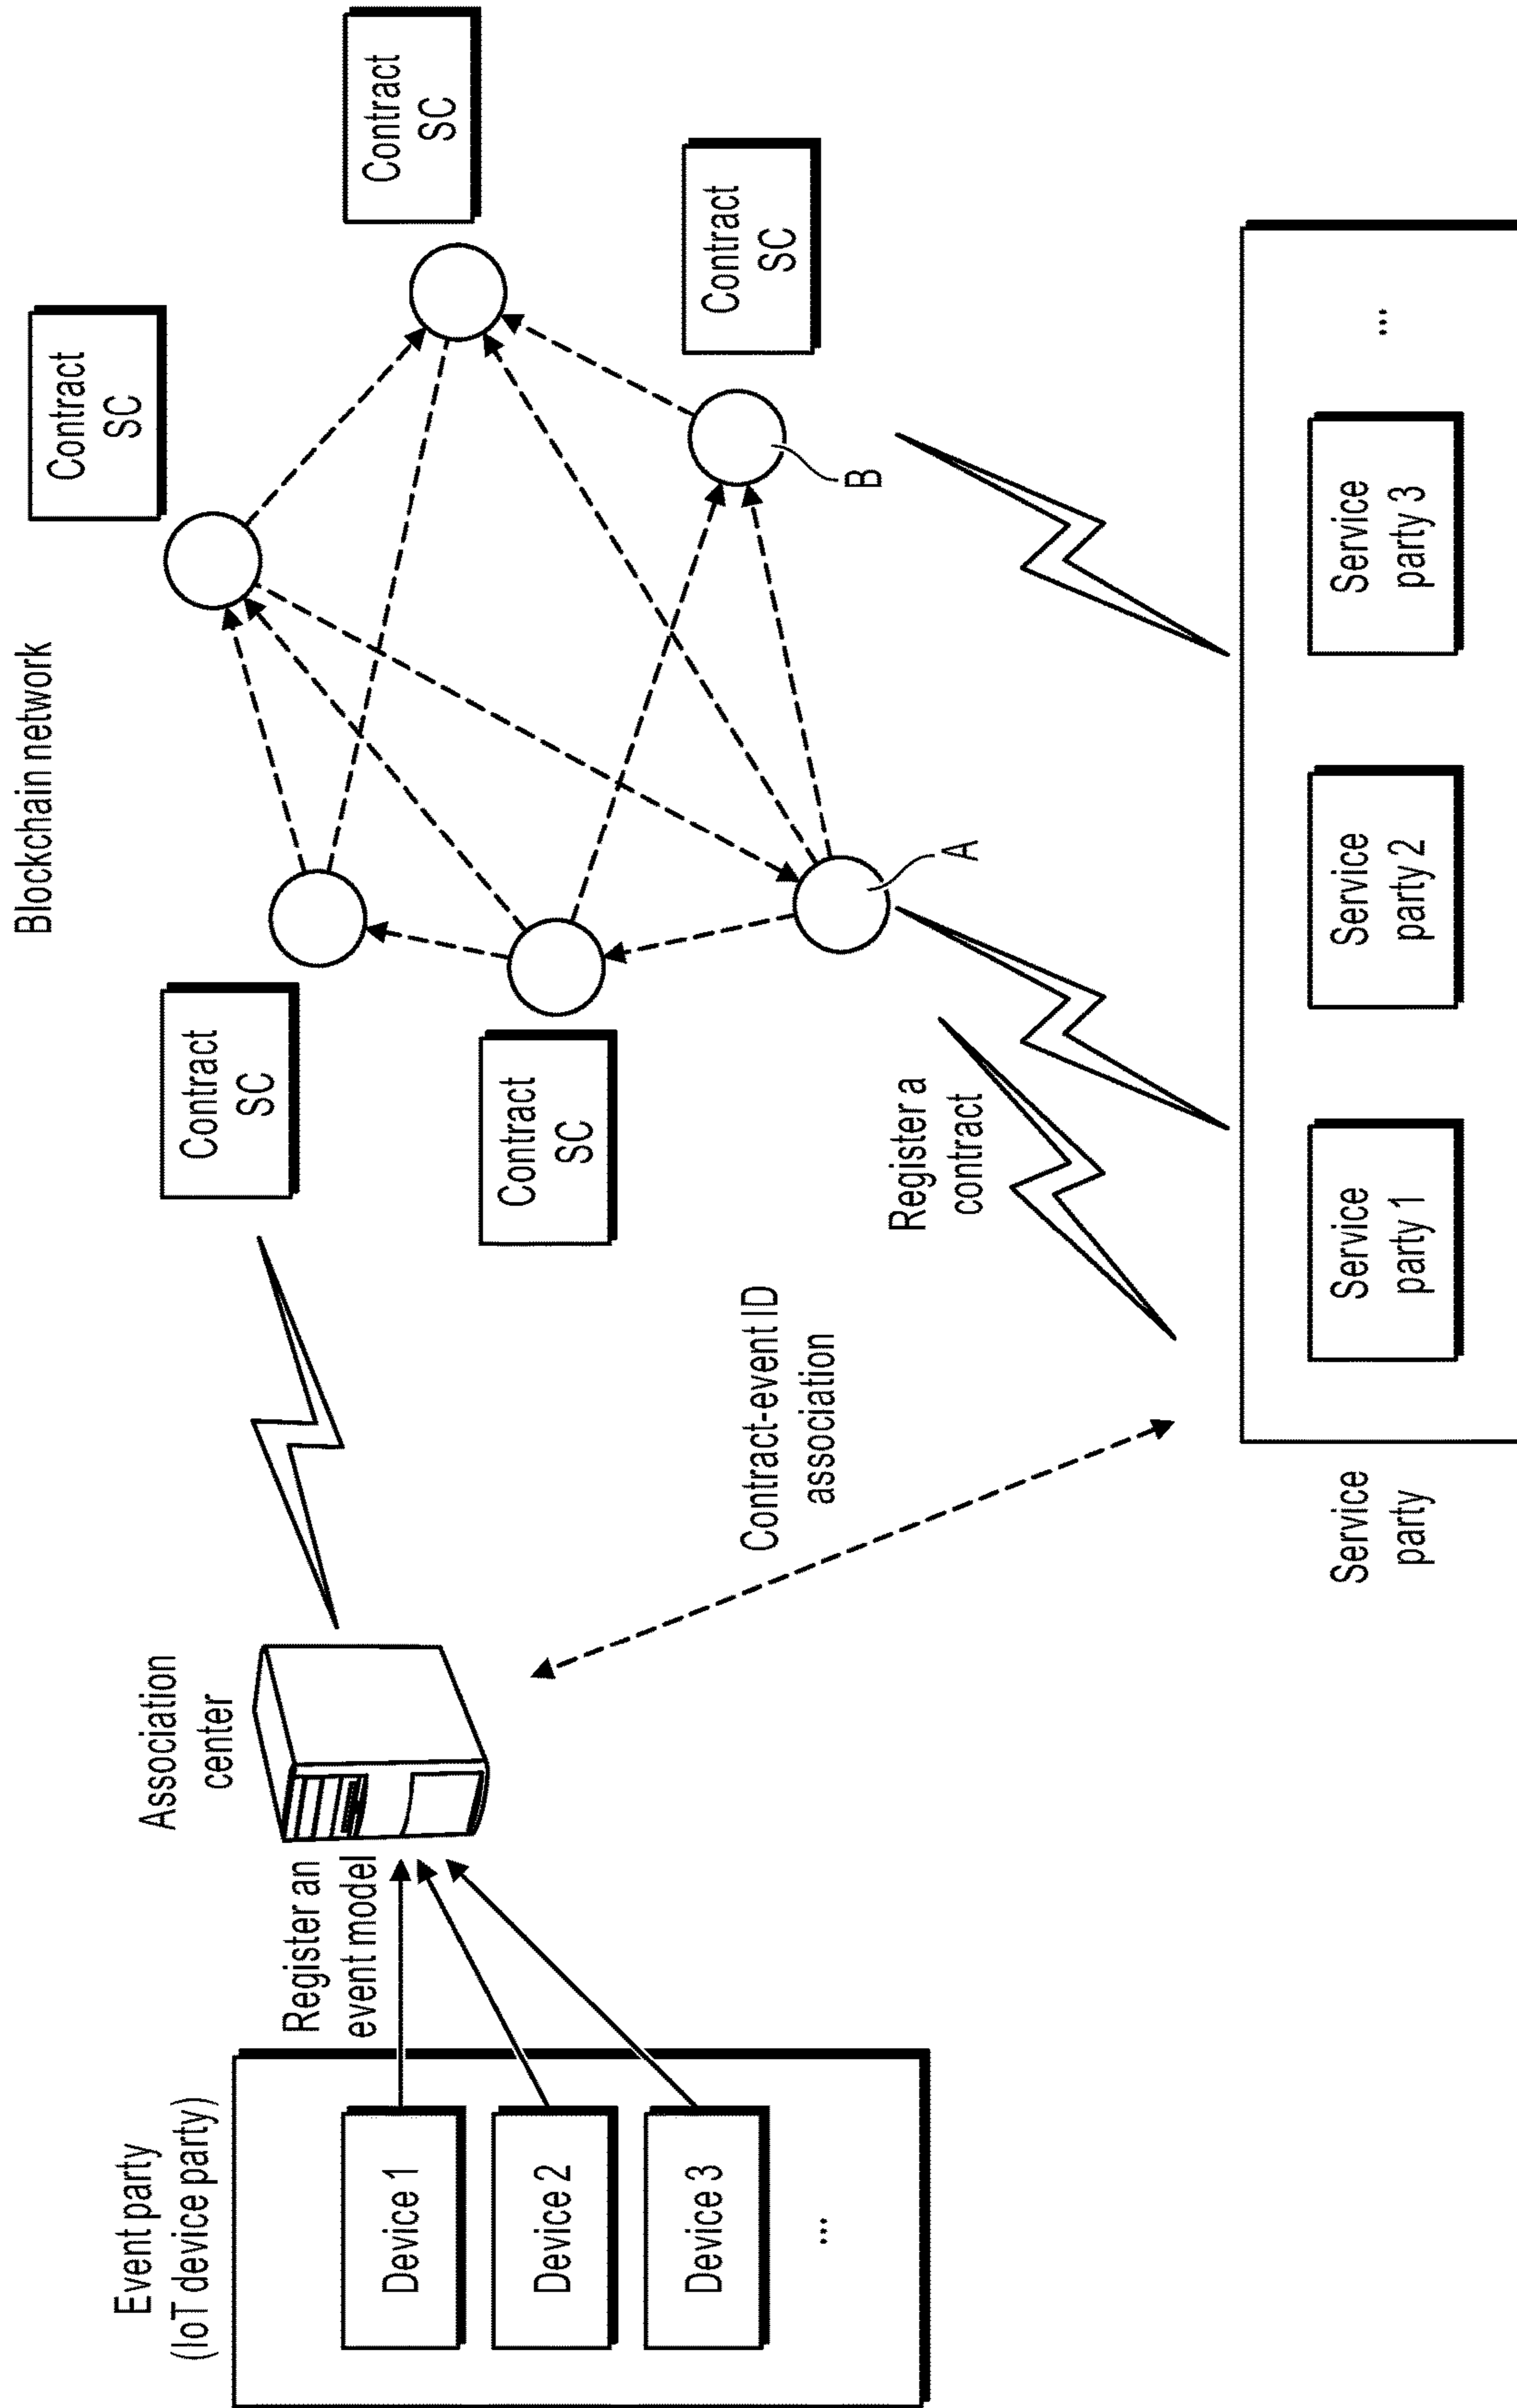 Event party
(IoT device party)
Device 1
Device 2
Device 3
...
Register an
event model
Association
center
Blockchain network
Contract
SC
Contract
SC
Contract
SC
Contract
SC
Contract
SC
A
B
Contract-event ID
association
Register a
contract
Service
party
Service
party 1
Service
party 2
Service
party 3
...